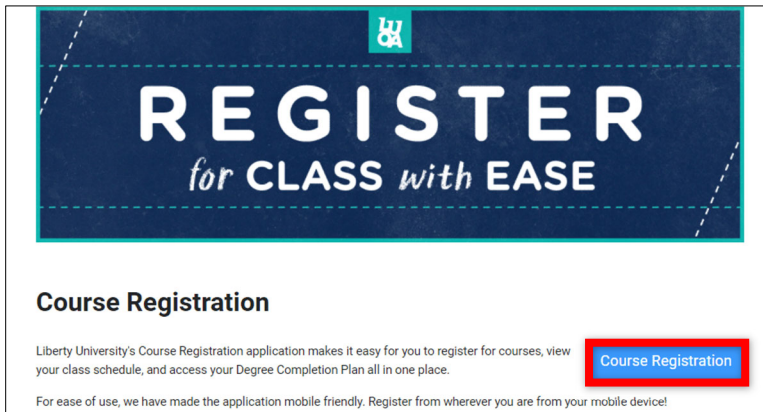 LU
OA
REGISTER
for CLASS with EASE
Course Registration
Liberty University's Course Registration application makes it easy for you to register for courses, view
your class schedule, and access your Degree Completion Plan all in one place.
Course Registration
For ease of use, we have made the application mobile friendly. Register from wherever you are from your mobile device!